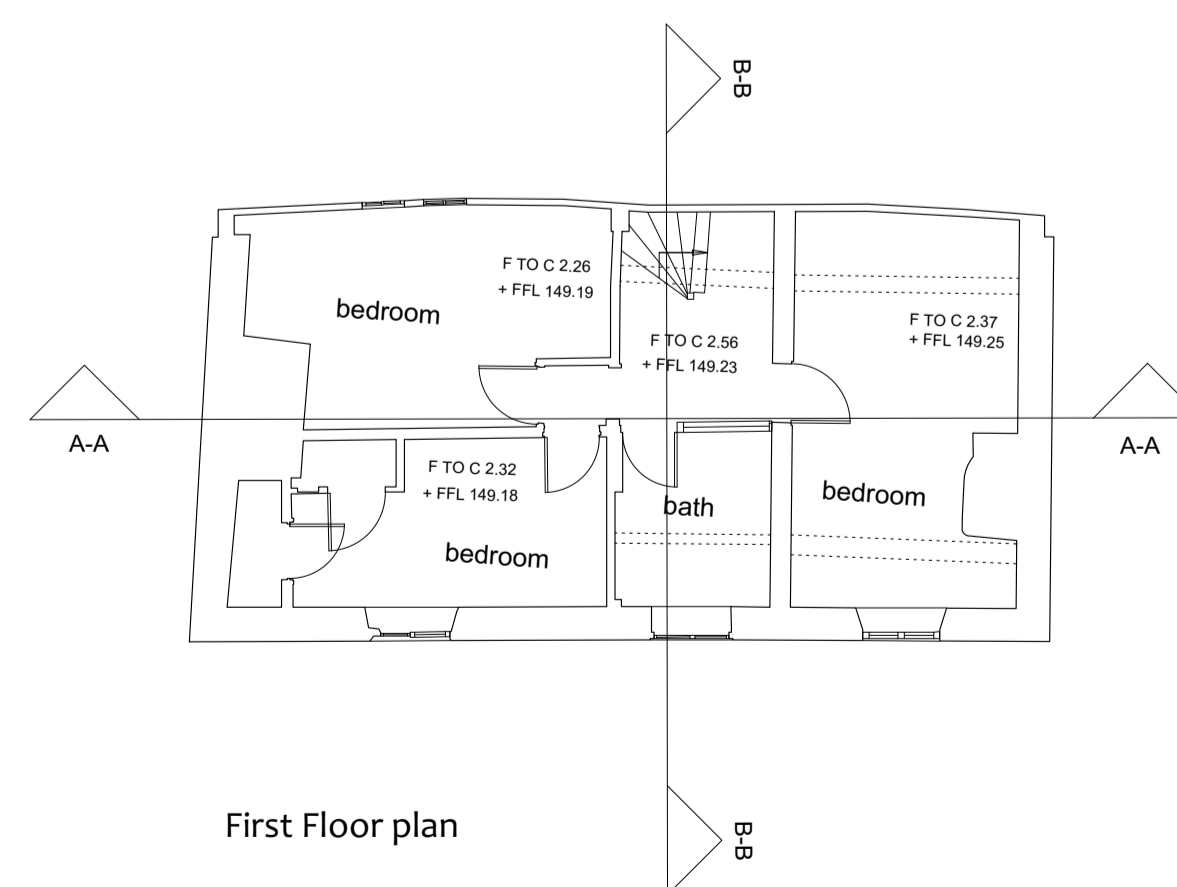 B-B
F TO C 2.26
+ FFL 149.19
bedroom
F TO C 2.56
+ FFL 149.23
F TO C 2.37
+ FFL 149.25
A-A
A-A
F TO C 2.32
+ FFL 149.18
bedroom
bath
bedroom
First Floor plan
B-B